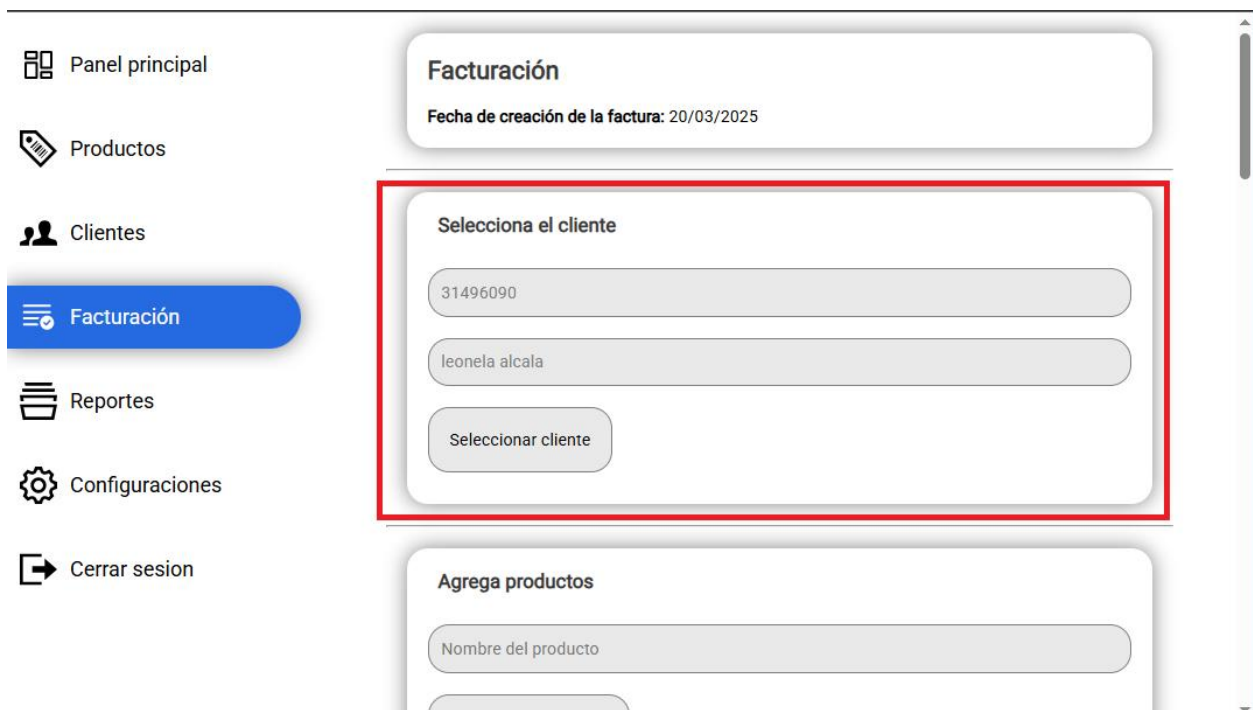 Panel principal
Productos
Clientes
Facturación
Reportes
Configuraciones
Cerrar sesion
Facturación
Fecha de creación de la factura: 20/03/2025
Selecciona el cliente
31496090
leonela alcala
Seleccionar cliente
Agrega productos
Nombre del producto